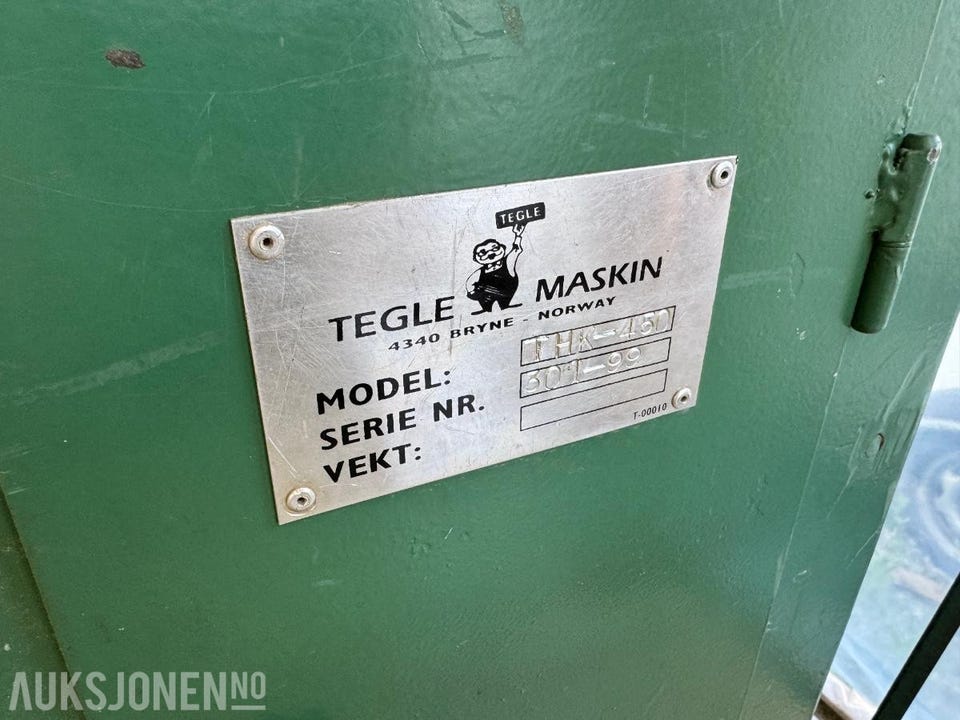 TEGLE
TEGLE MASKIN
4340 BRYNE - NORWAY
MODEL: THK-450
SERIE NR. 301-99
VEKT:
T-00010
AUKSJONEN NO